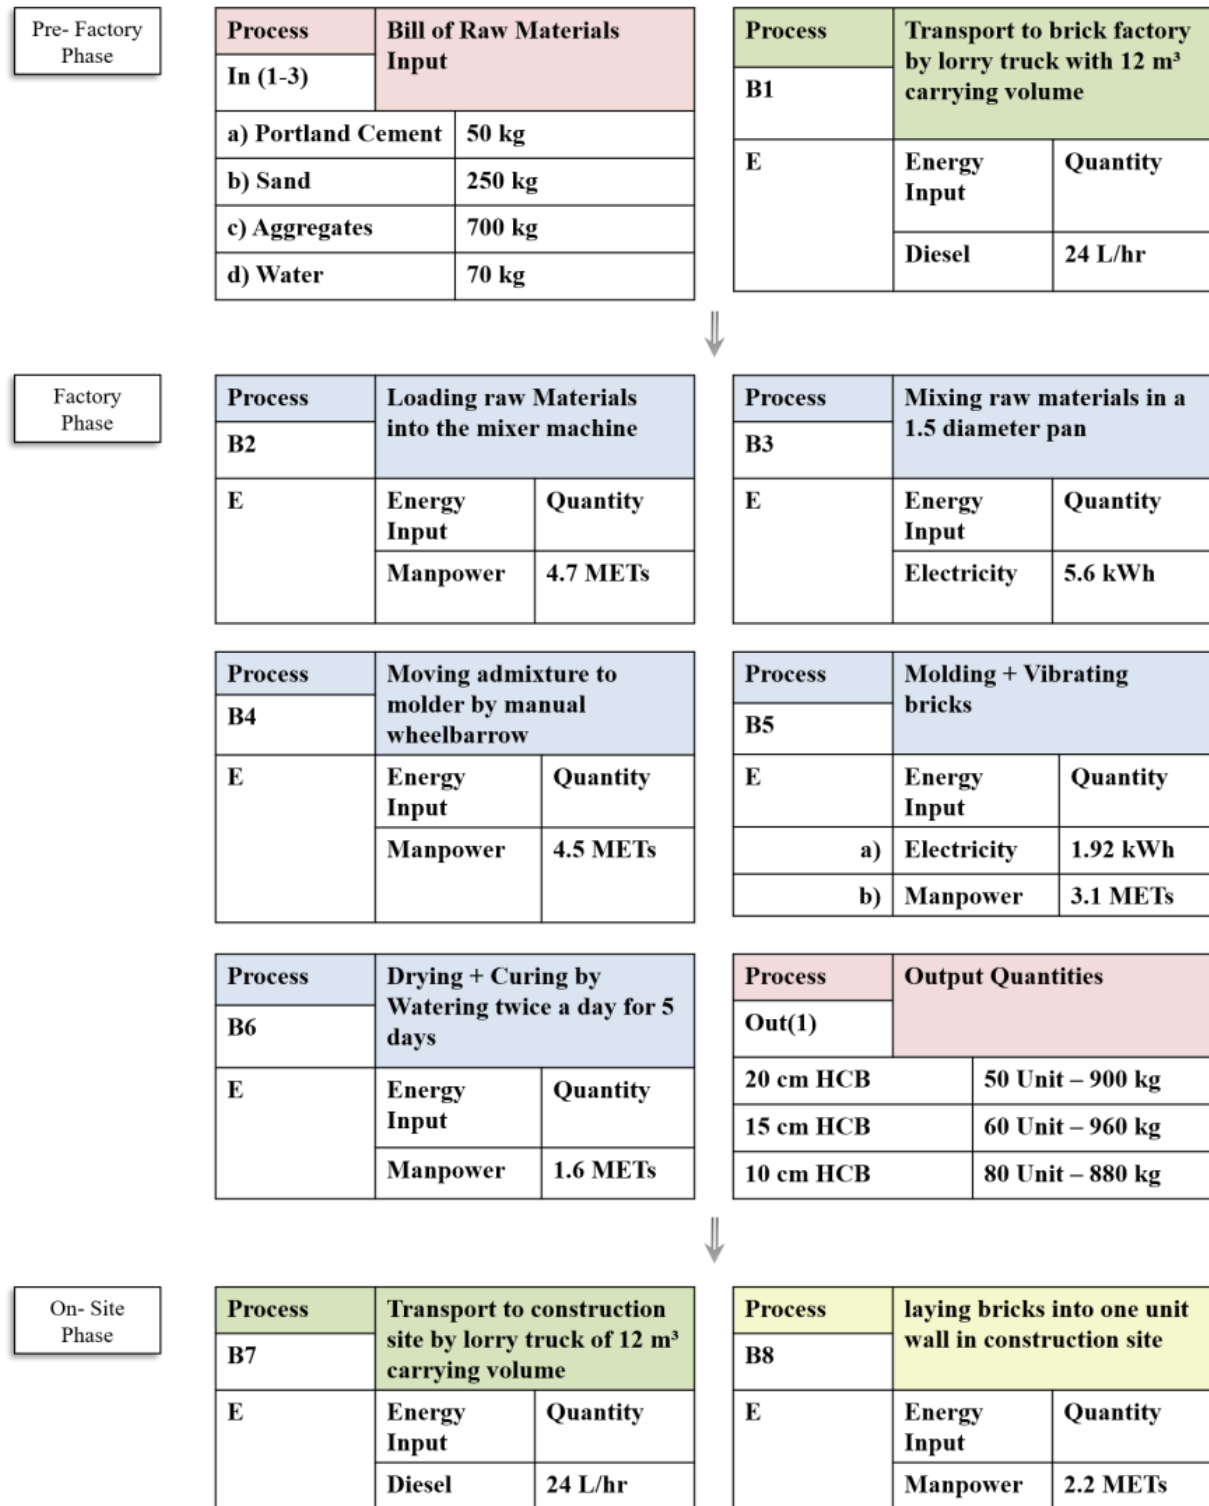 Pre- Factory
Phase
Process
Bill of Raw Materials
Input
In (1-3)
a) Portland Cement
50 kg
b) Sand
250 kg
c) Aggregates
700 kg
d) Water
70 kg
Process
Transport to brick factory
by lorry truck with 12 m³
carrying volume
B1
E
Energy
Input
Quantity
Diesel
24 L/hr
Factory
Phase
Process
Loading raw Materials
into the mixer machine
B2
E
Energy
Input
Quantity
Manpower
4.7 METs
Process
Mixing raw materials in a
1.5 diameter pan
B3
E
Energy
Input
Quantity
Electricity
5.6 kWh
Process
Moving admixture to
molder by manual
wheelbarrow
B4
E
Energy
Input
Quantity
Manpower
4.5 METs
Process
Molding + Vibrating
bricks
B5
E
Energy
Input
Quantity
a)
Electricity
1.92 kWh
b)
Manpower
3.1 METs
Process
Drying + Curing by
Watering twice a day for 5
days
B6
E
Energy
Input
Quantity
Manpower
1.6 METs
Process
Output Quantities
Out(1)
20 cm HCB
50 Unit – 900 kg
15 cm HCB
60 Unit – 960 kg
10 cm HCB
80 Unit – 880 kg
On- Site
Phase
Process
Transport to construction
site by lorry truck of 12 m³
carrying volume
B7
E
Energy
Input
Quantity
Diesel
24 L/hr
Process
laying bricks into one unit
wall in construction site
B8
E
Energy
Input
Quantity
Manpower
2.2 METs